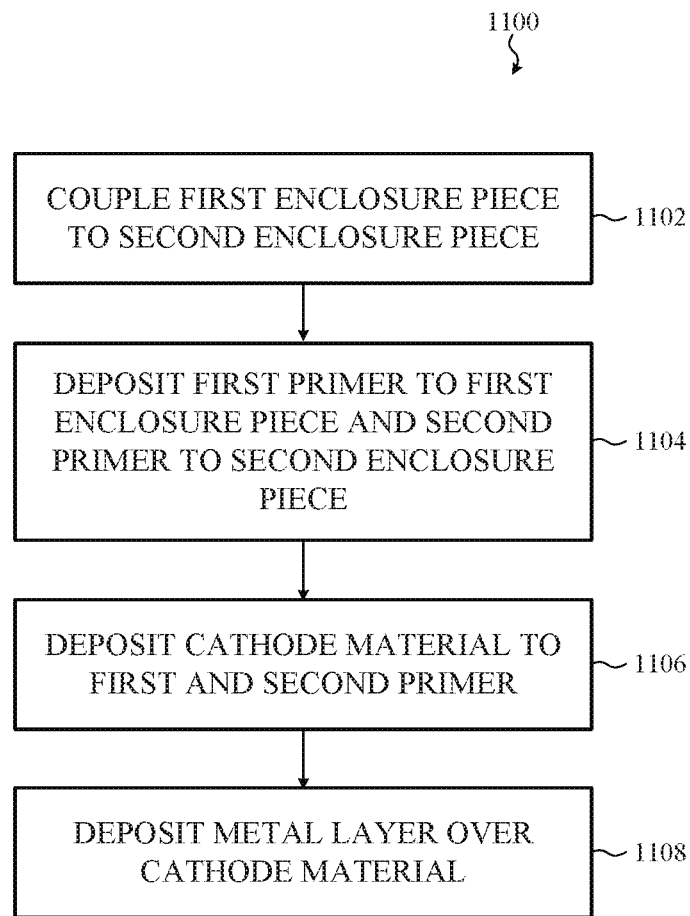 1100
COUPLE FIRST ENCLOSURE PIECE
TO SECOND ENCLOSURE PIECE
1102
DEPOSIT FIRST PRIMER TO FIRST
ENCLOSURE PIECE AND SECOND
PRIMER TO SECOND ENCLOSURE
PIECE
1104
DEPOSIT CATHODE MATERIAL TO
FIRST AND SECOND PRIMER
1106
DEPOSIT METAL LAYER OVER
CATHODE MATERIAL
1108